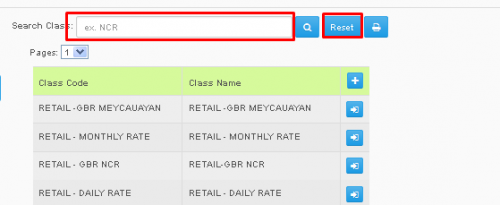 Search Class: ex. NCR Reset
Pages: 1
Class Code Class Name
RETAIL-GBR MEYCAUAYAN RETAIL-GBR MEYCAUAYAN
RETAIL - MONTHLY RATE RETAIL - MONTHLY RATE
RETAIL - GBR NCR RETAIL-GBR NCR
RETAIL - DAILY RATE RETAIL - DAILY RATE